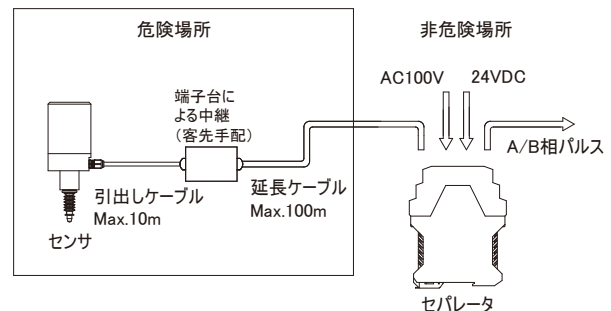 危険場所
非危険場所
AC100V
24VDC
端子台に
よる中継
(客先手配)
A/B相パルス
引出しケーブル
Max.10m
延長ケーブル
Max.100m
センサ
セパレータ